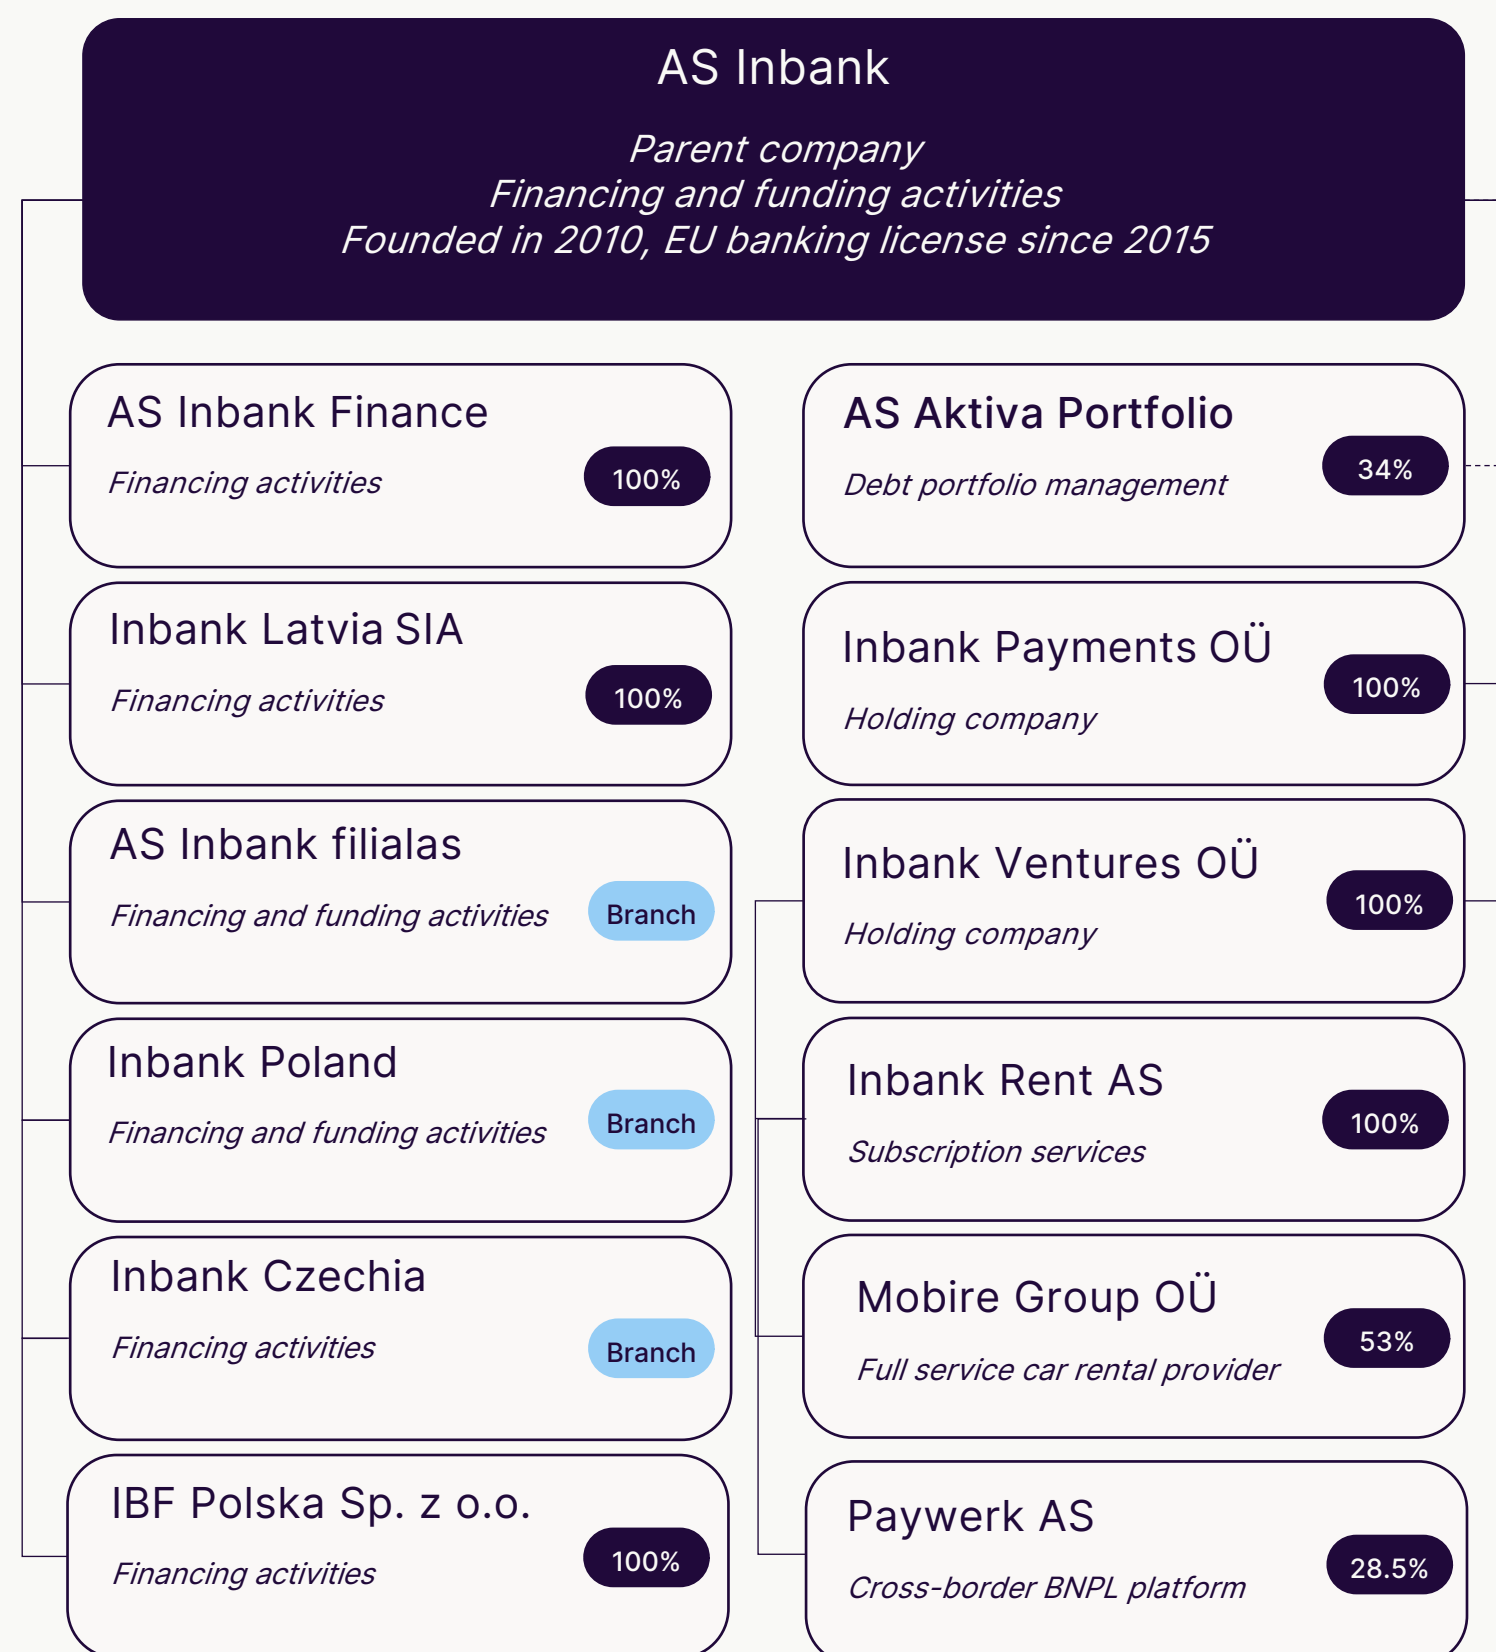 AS Inbank
Parent company
Financing and funding activities
Founded in 2010, EU banking license since 2015
AS Inbank Finance
Financing activities
100%
Inbank Latvia SIA
Financing activities
100%
AS Inbank filialas
Financing and funding activities
Branch
Inbank Poland
Financing and funding activities
Branch
Inbank Czechia
Financing activities
Branch
IBF Polska Sp. z o.o.
Financing activities
100%
AS Aktiva Portfolio
Debt portfolio management
34%
Inbank Payments OÜ
Holding company
100%
Inbank Ventures OÜ
Holding company
100%
Inbank Rent AS
Subscription services
100%
Mobire Group OÜ
Full service car rental provider
53%
Paywerk AS
Cross-border BNPL platform
28.5%